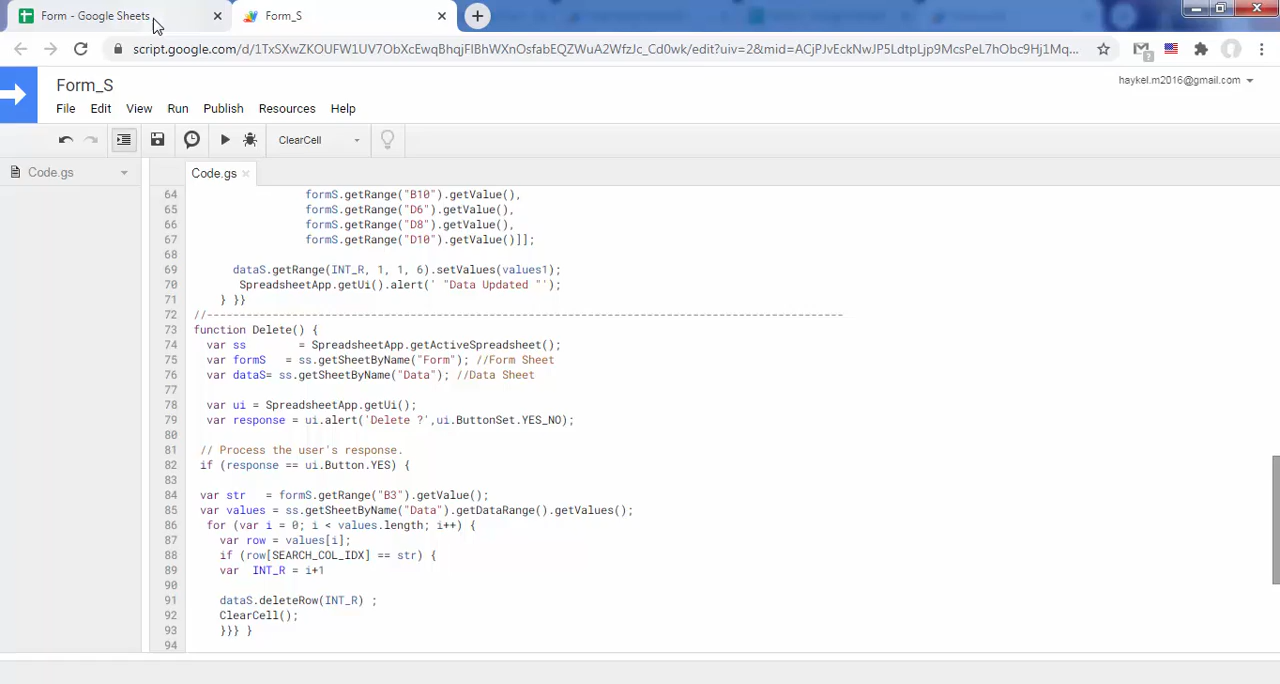 Form - Google Sheets
Form_S
script.google.com/d/1TxSXwZKOUFW1UV7ObXcEwqBhqjFIBhWXnOsfabEQZWuA2WfzJc_Cd0wk/edit?uiv=2&mid=ACjPJvEckNwJP5LdtpLjp9McsPeL7hObc9Hj1Mq...
Form_S
haykel.m2016@gmail.com
File Edit View Run Publish Resources Help
ClearCell
Code.gs
Code.gs
64 formS.getRange("B10").getValue(),
65 formS.getRange("D6").getValue(),
66 formS.getRange("D8").getValue(),
67 formS.getRange("D10").getValue()]];
68
69 dataS.getRange(INT_R, 1, 1, 6).setValues(values1);
70 SpreadsheetApp.getUi().alert(' "Data Updated "');
71 } }}
72 //---------------------------------------------------------------------------------------------------
73 function Delete() {
74 var ss = SpreadsheetApp.getActiveSpreadsheet();
75 var formS = ss.getSheetByName("Form"); //Form Sheet
76 var dataS= ss.getSheetByName("Data"); //Data Sheet
77
78 var ui = SpreadsheetApp.getUi();
79 var response = ui.alert('Delete ?',ui.ButtonSet.YES_NO);
80
81 // Process the user's response.
82 if (response == ui.Button.YES) {
83
84 var str = formS.getRange("B3").getValue();
85 var values = ss.getSheetByName("Data").getDataRange().getValues();
86 for (var i = 0; i < values.length; i++) {
87 var row = values[i];
88 if (row[SEARCH_COL_IDX] == str) {
89 var INT_R = i+1
90
91 dataS.deleteRow(INT_R) ;
92 ClearCell();
93 }}} }
94